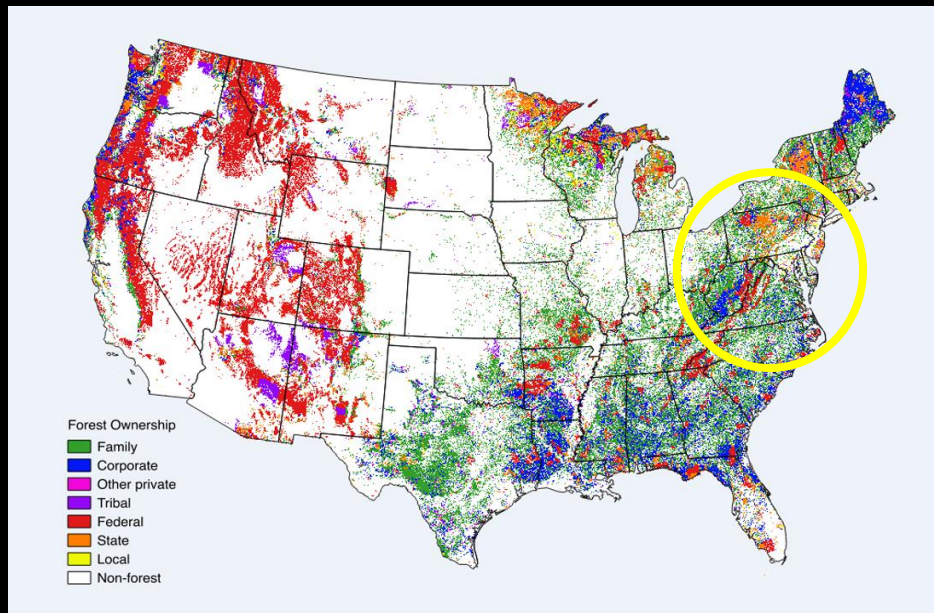 Forest Ownership
Family
Corporate
Other private
Tribal
Federal
State
Local
Non-forest